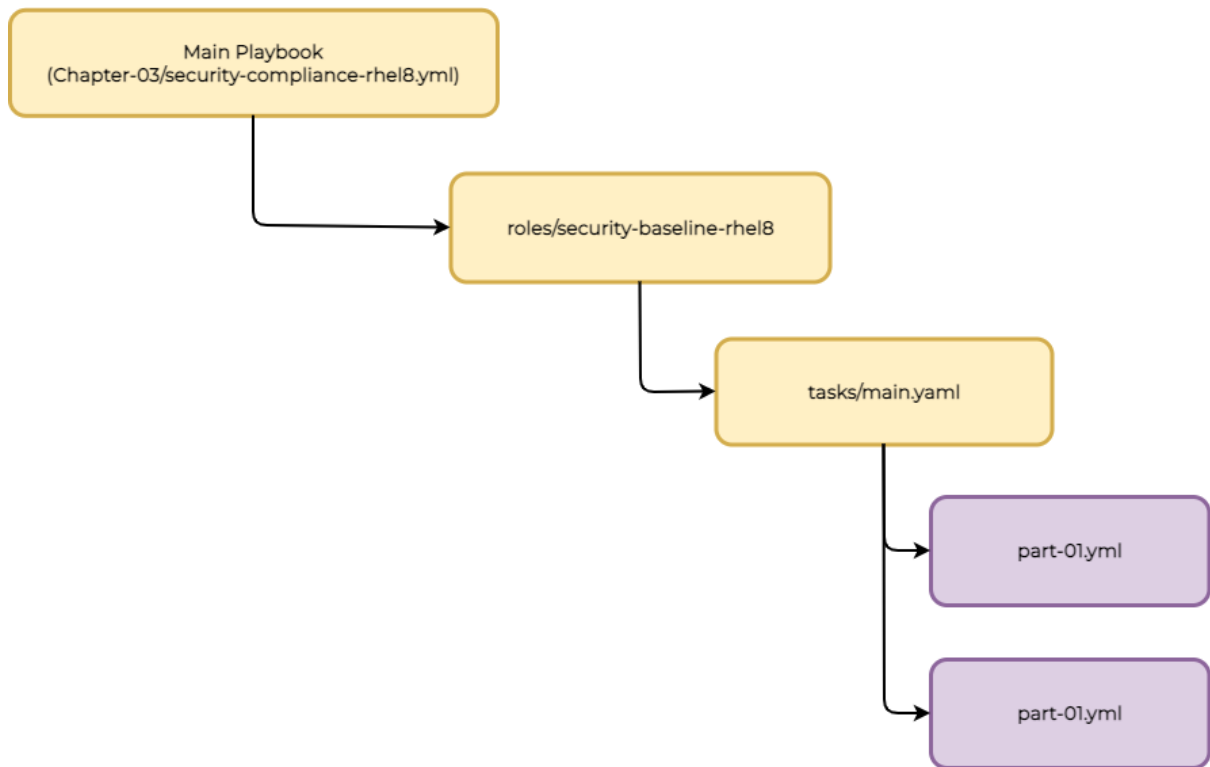 Main Playbook
(Chapter-03/security-compliance-rhel8.yml)
roles/security-baseline-rhel8
tasks/main.yaml
part-01.yml
part-01.yml